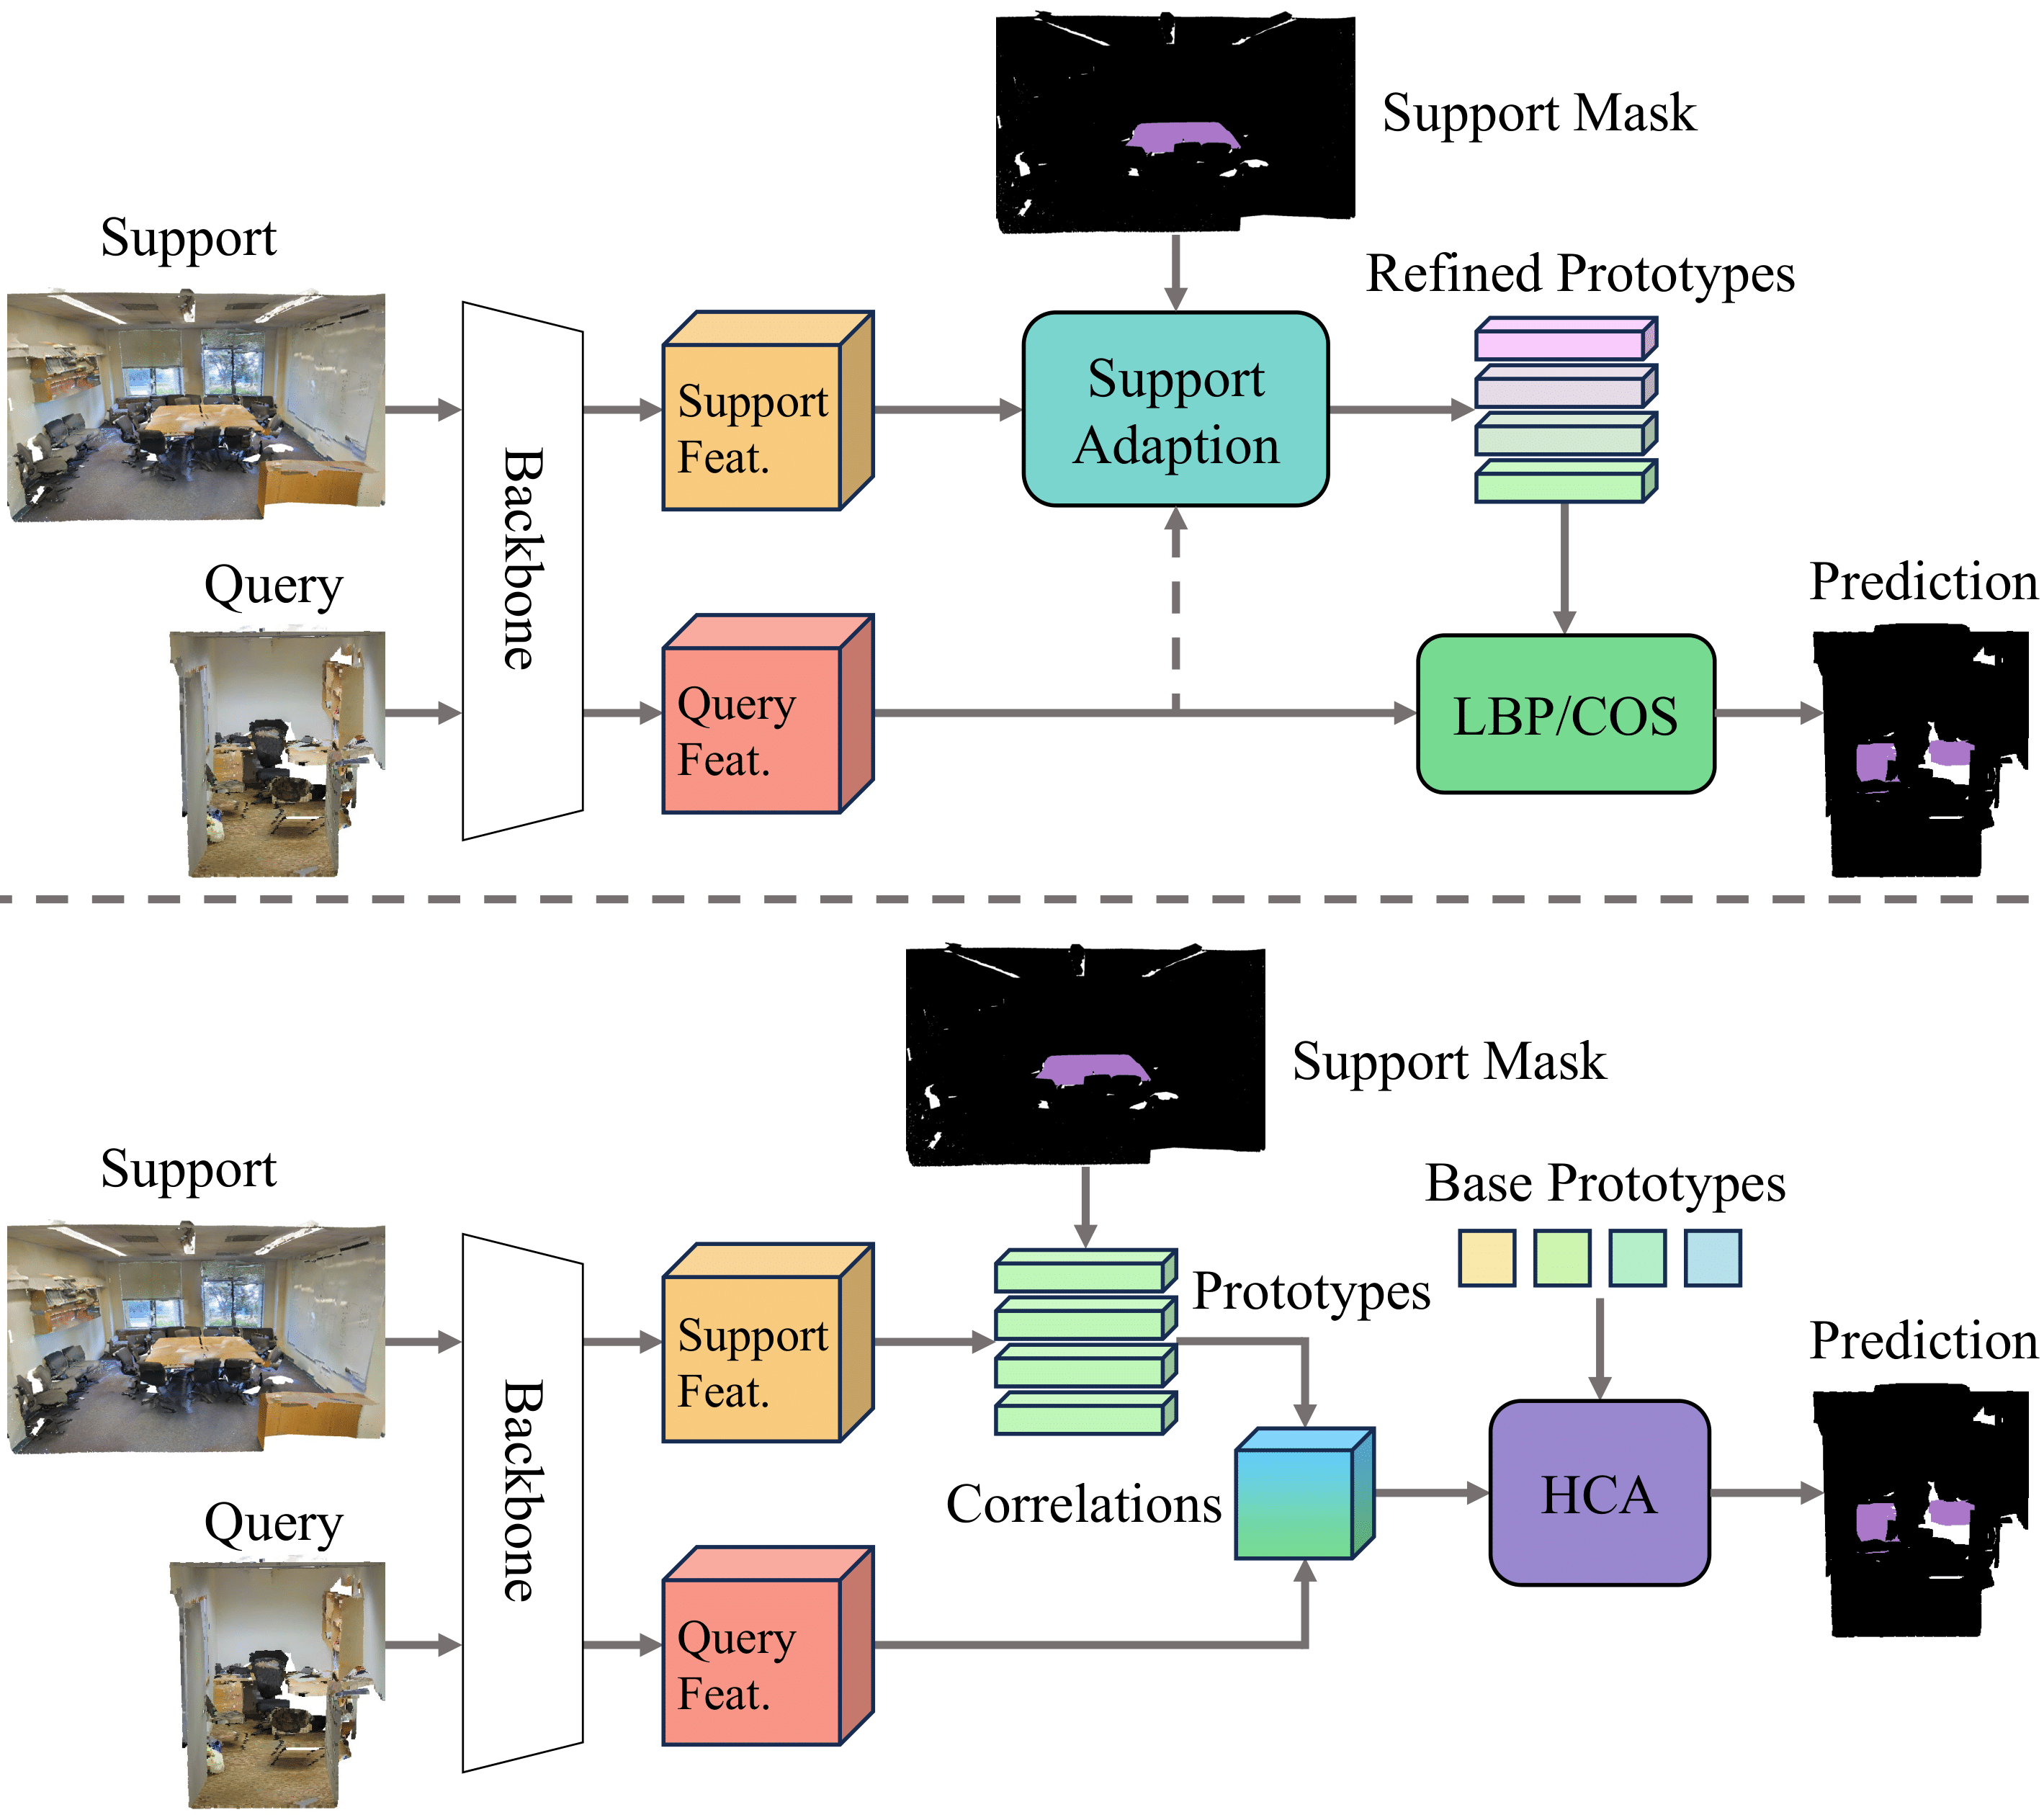 Support Mask
Support
Refined Prototypes
Backbone
Support
Feat.
Support
Adaption
Query
Query
Feat.
LBP/COS
Prediction
Support Mask
Support
Base Prototypes
Backbone
Support
Feat.
Prototypes
Prediction
Correlations
HCA
Query
Query
Feat.